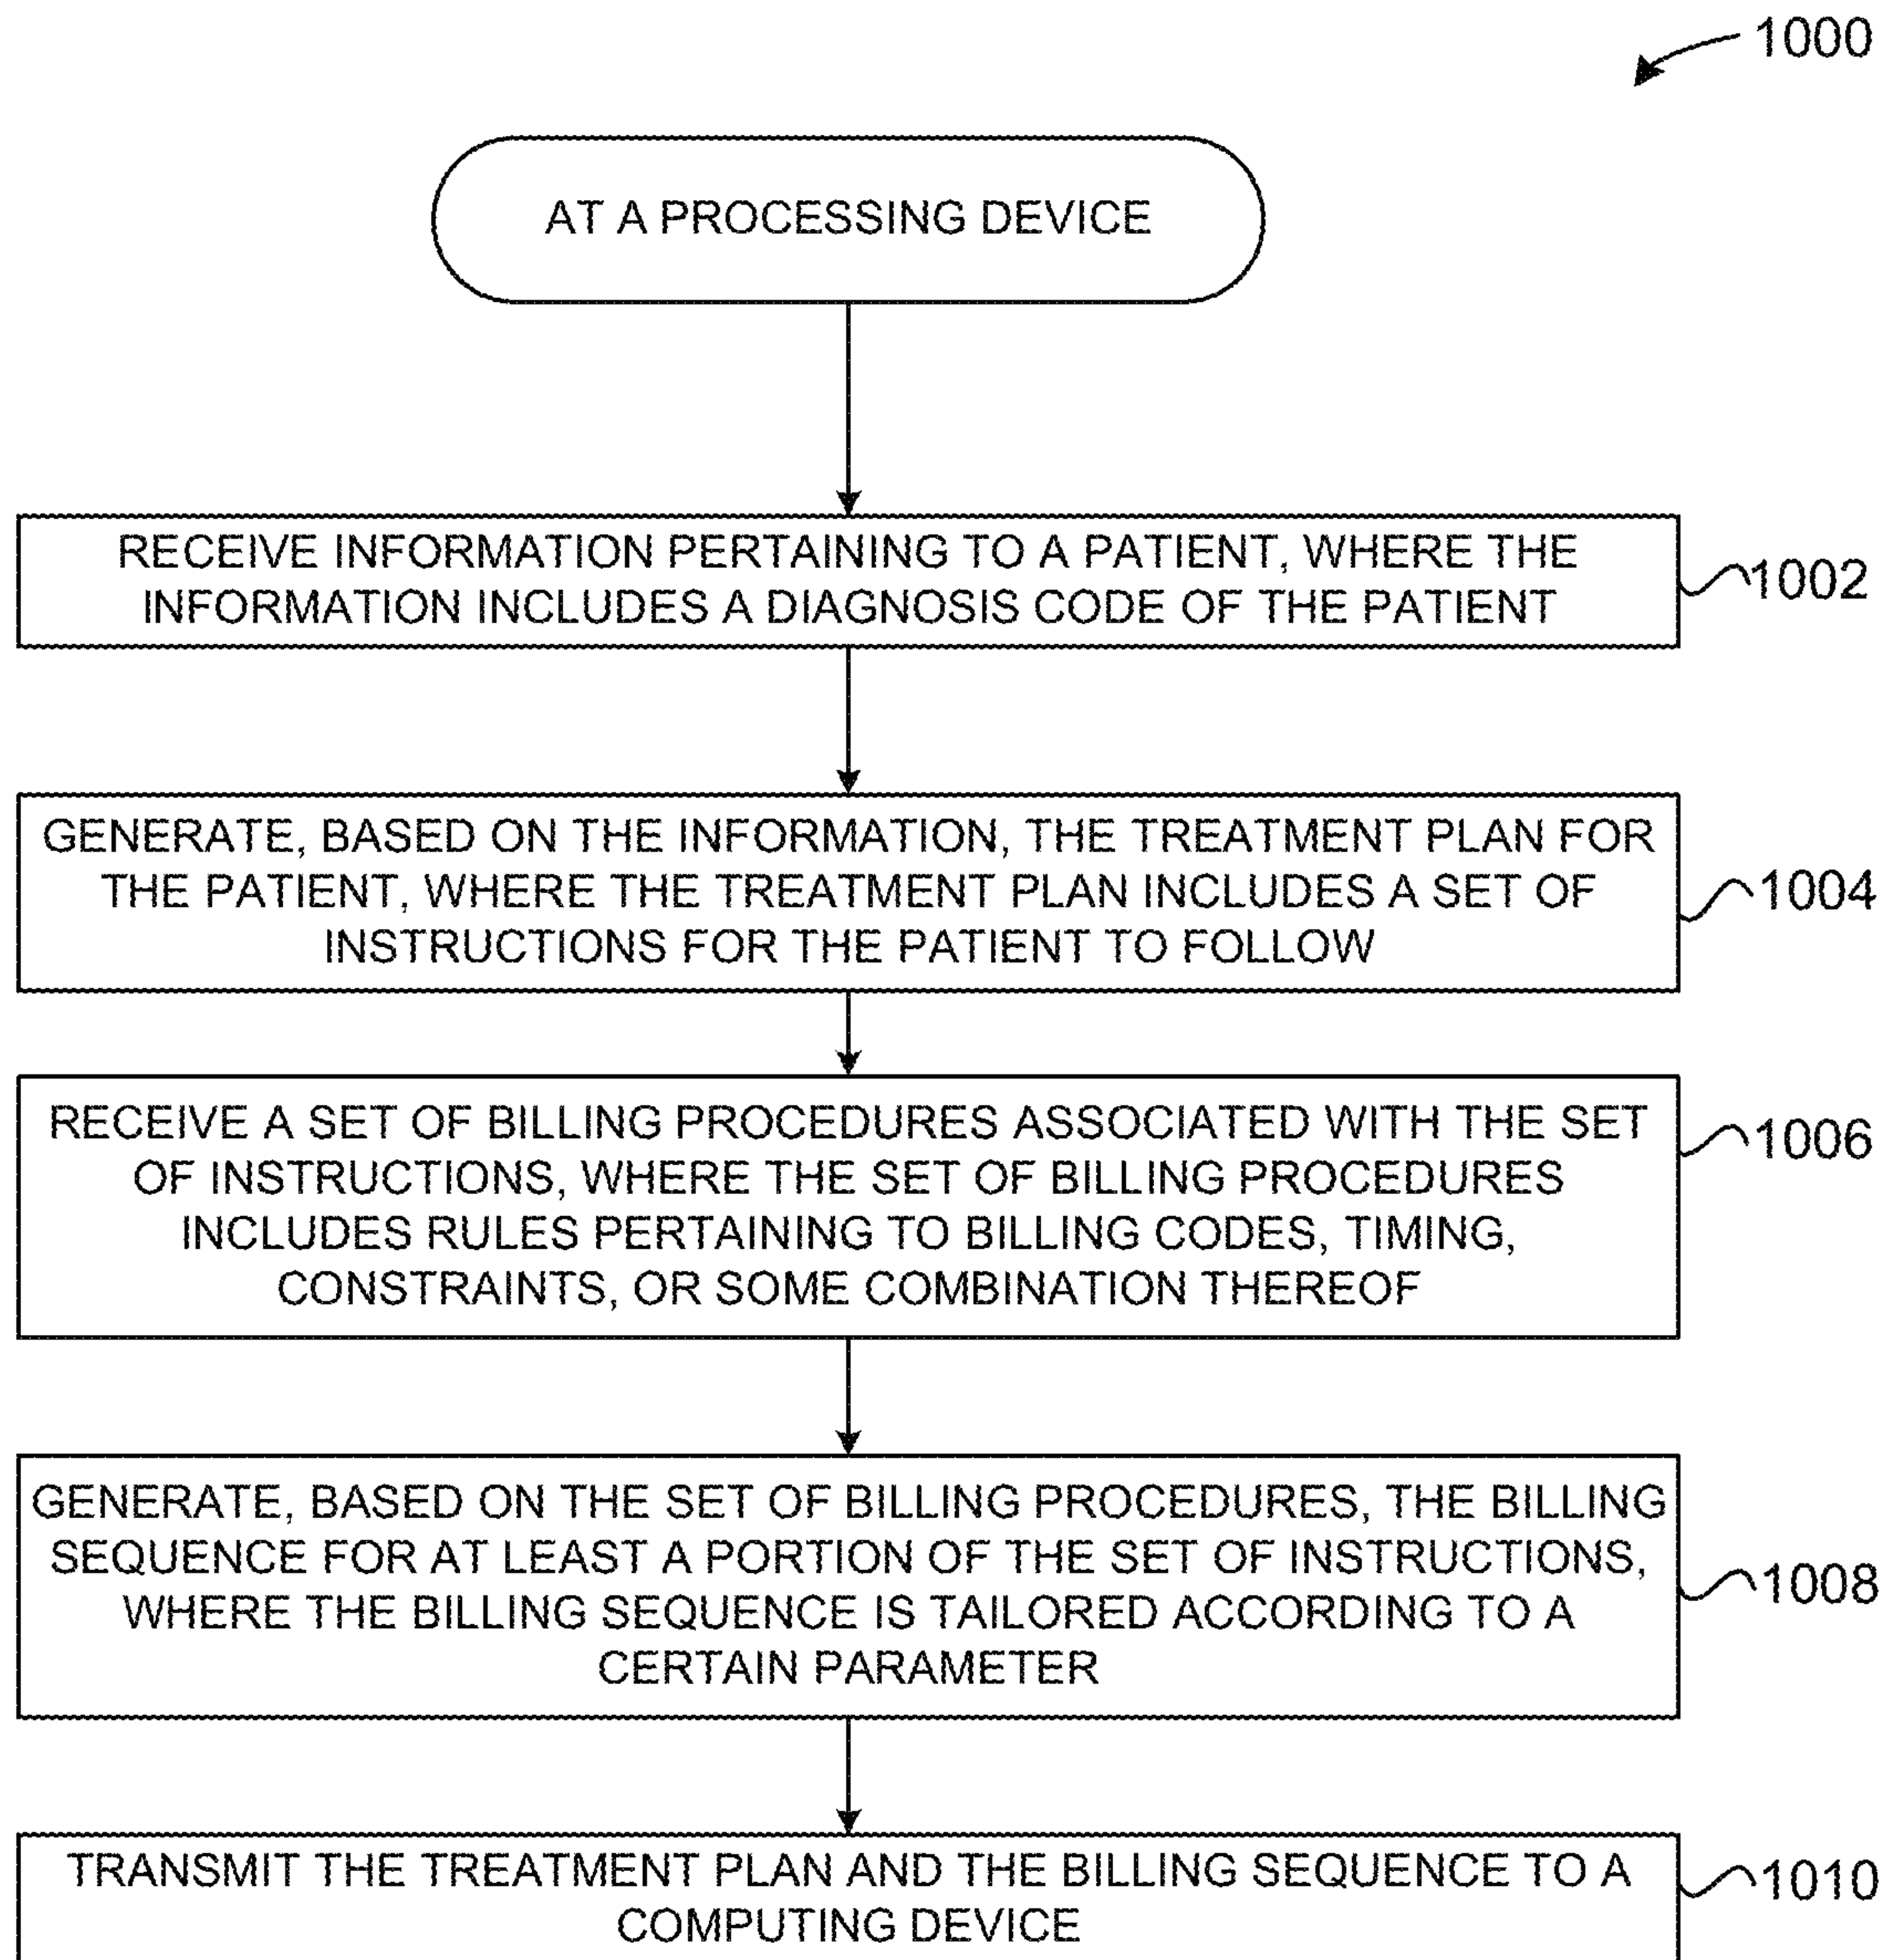 1000
AT A PROCESSING DEVICE
RECEIVE INFORMATION PERTAINING TO A PATIENT, WHERE THE
INFORMATION INCLUDES A DIAGNOSIS CODE OF THE PATIENT
1002
GENERATE, BASED ON THE INFORMATION, THE TREATMENT PLAN FOR
THE PATIENT, WHERE THE TREATMENT PLAN INCLUDES A SET OF
INSTRUCTIONS FOR THE PATIENT TO FOLLOW
1004
RECEIVE A SET OF BILLING PROCEDURES ASSOCIATED WITH THE SET
OF INSTRUCTIONS, WHERE THE SET OF BILLING PROCEDURES
INCLUDES RULES PERTAINING TO BILLING CODES, TIMING,
CONSTRAINTS, OR SOME COMBINATION THEREOF
1006
GENERATE, BASED ON THE SET OF BILLING PROCEDURES, THE BILLING
SEQUENCE FOR AT LEAST A PORTION OF THE SET OF INSTRUCTIONS,
WHERE THE BILLING SEQUENCE IS TAILORED ACCORDING TO A
CERTAIN PARAMETER
1008
TRANSMIT THE TREATMENT PLAN AND THE BILLING SEQUENCE TO A
COMPUTING DEVICE
1010